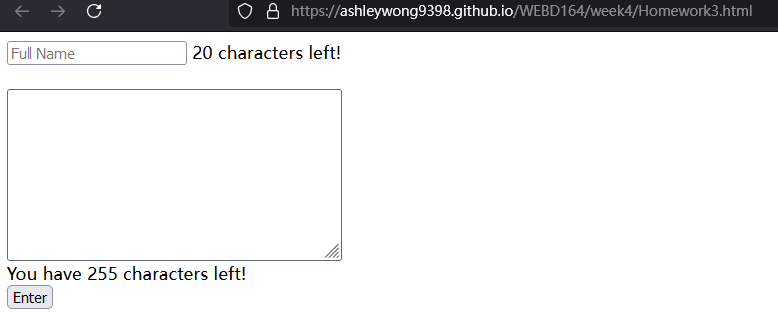 https://ashleywong9398.github.io/WEBD164/week4/Homework3.html
Full Name 20 characters left!
You have 255 characters left!
Enter